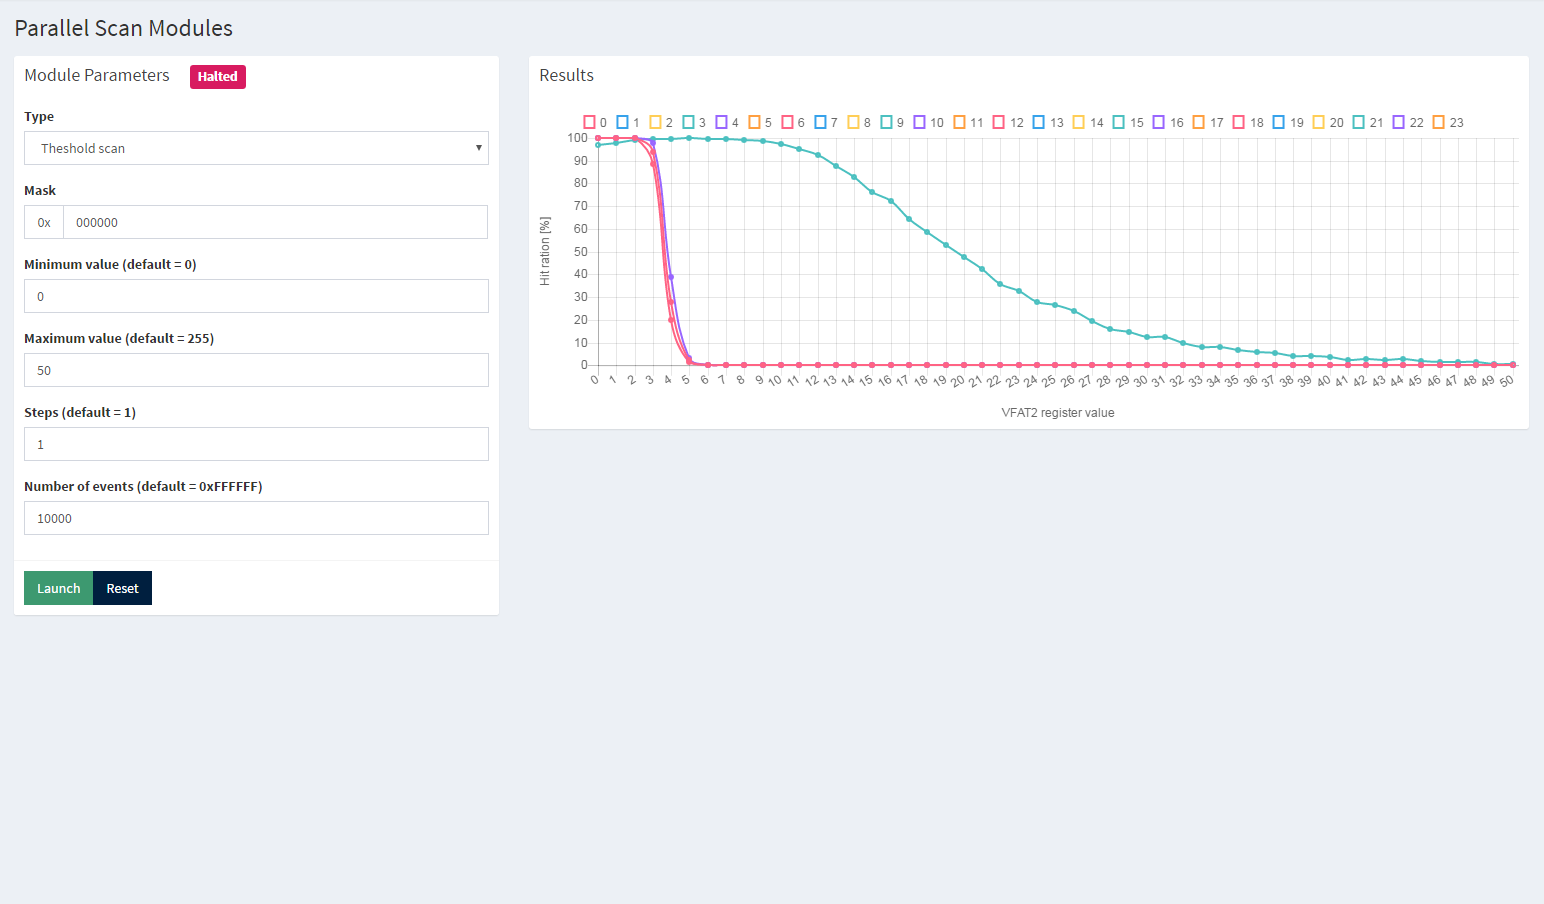 Parallel Scan Modules
Module Parameters Halted
Type
Theshold scan
Mask
0x 000000
Minimum value (default = 0)
0
Maximum value (default = 255)
50
Steps (default = 1)
1
Number of events (default = 0xFFFFFF)
10000
Launch Reset
Results
0 1 2 3 4 5 6 7 8 9 10 11 12 13 14 15 16 17 18 19 20 21 22 23
100
90
80
70
60
50
40
30
20
10
0
Hit ration [%]
0 1 2 3 4 5 6 7 8 9 10 11 12 13 14 15 16 17 18 19 20 21 22 23 24 25 26 27 28 29 30 31 32 33 34 35 36 37 38 39 40 41 42 43 44 45 46 47 48 49 50
VFAT2 register value